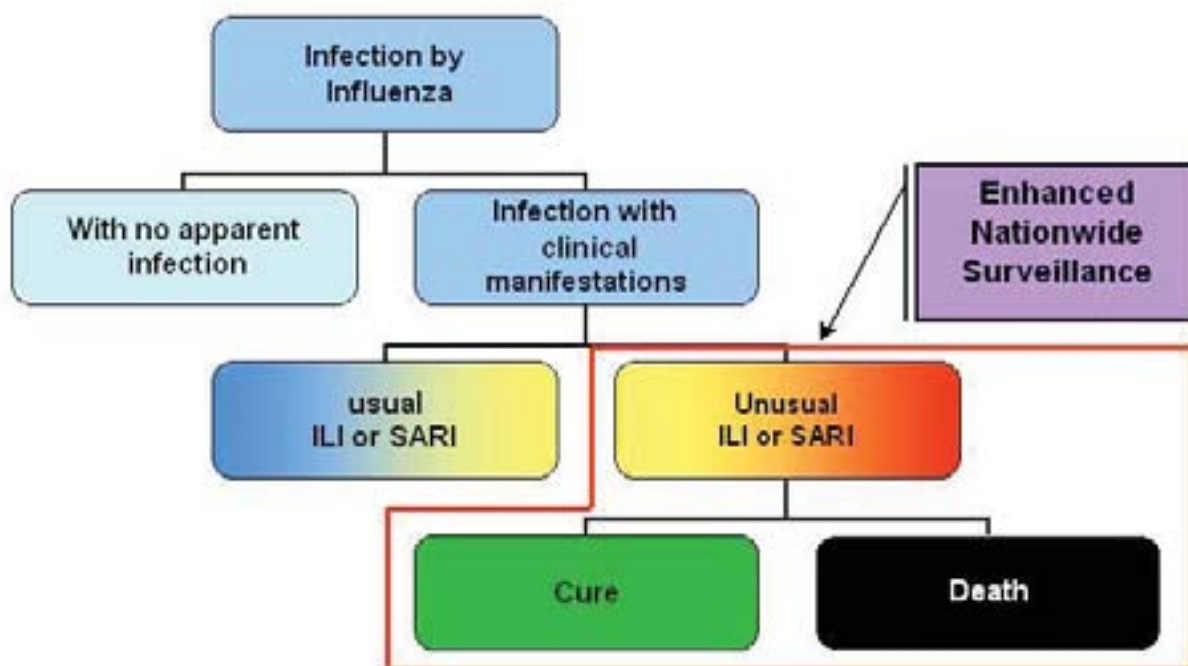 Infection by
Influenza
With no apparent
infection
Infection with
clinical
manifestations
Enhanced
Nationwide
Surveillance
usual
ILI or SARI
Unusual
ILI or SARI
Cure
Death